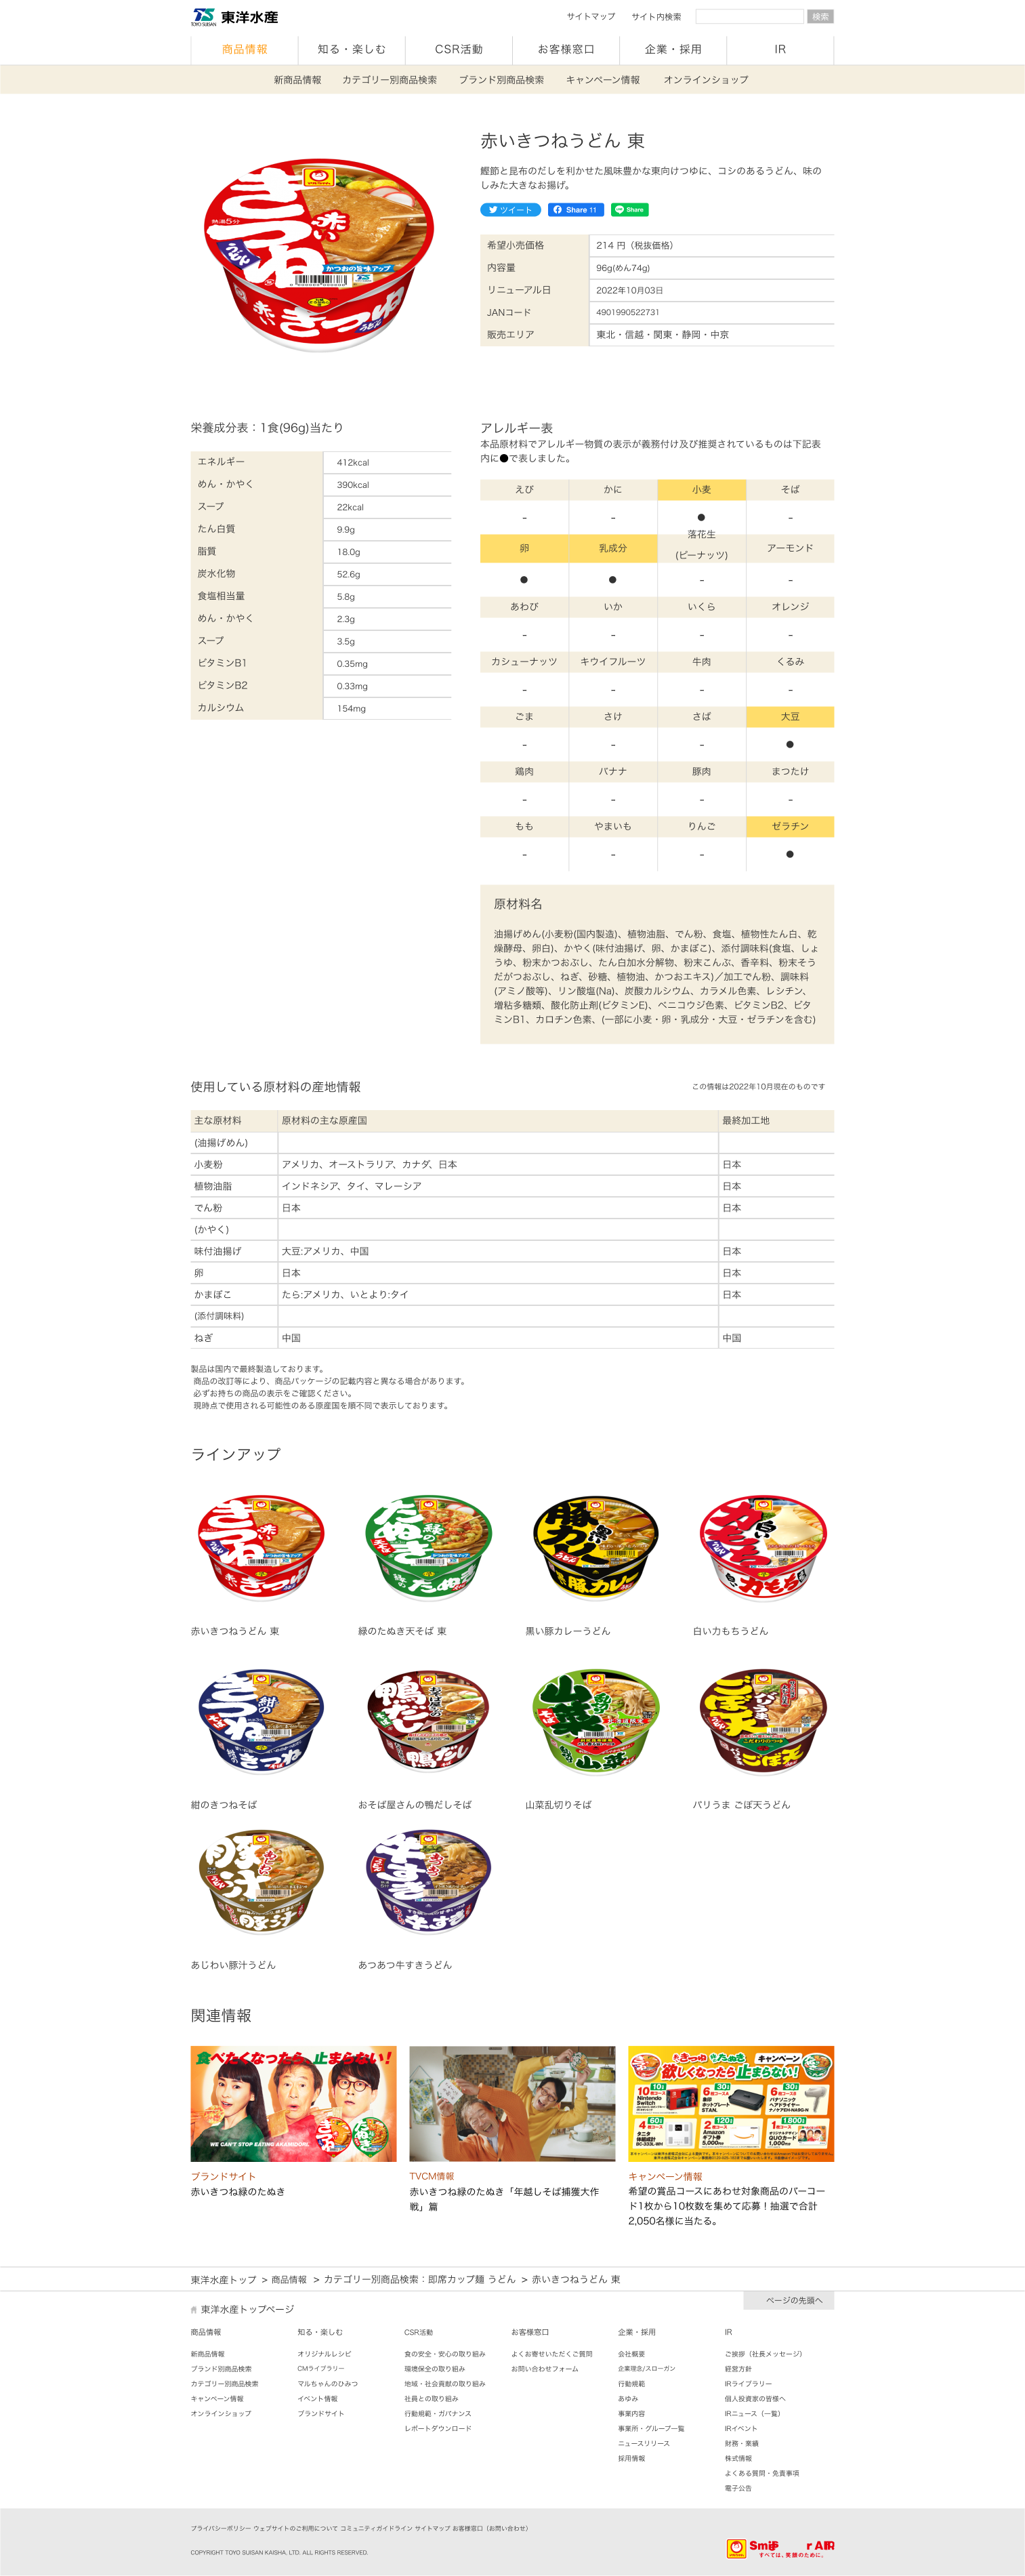 TOYO SUISAN
東洋水産
サイトマップ サイト内検索 検索
商品情報 知る・楽しむ CSR活動 お客様窓口 企業・採用 IR
新商品情報 カテゴリー別商品検索 ブランド別商品検索 キャンペーン情報 オンラインショップ
赤いきつねうどん 東
鰹節と昆布のだしを利かせた風味豊かな東向けつゆに、コシのあるうどん、味の
しみた大きなお揚げ。
ツイート Share 11 Share
希望小売価格 214 円（税抜価格）
内容量 96g(めん74g)
リニューアル日 2022年10月03日
JANコード 4901990522731
販売エリア 東北・信越・関東・静岡・中京
栄養成分表：1食(96g)当たり
エネルギー 412kcal
めん・かやく 390kcal
スープ 22kcal
たん白質 9.9g
脂質 18.0g
炭水化物 52.6g
食塩相当量 5.8g
めん・かやく 2.3g
スープ 3.5g
ビタミンB1 0.35mg
ビタミンB2 0.33mg
カルシウム 154mg
アレルギー表
本品原材料でアレルギー物質の表示が義務付け及び推奨されているものは下記表
内に●で表しました。
えび かに 小麦 そば
– – ● –
卵 乳成分 落花生 (ピーナッツ) アーモンド
● ● – –
あわび いか いくら オレンジ
– – – –
カシューナッツ キウイフルーツ 牛肉 くるみ
– – – –
ごま さけ さば 大豆
– – – ●
鶏肉 バナナ 豚肉 まつたけ
– – – –
もも やまいも りんご ゼラチン
– – – ●
原材料名
油揚げめん(小麦粉(国内製造)、植物油脂、でん粉、食塩、植物性たん白、乾
燥酵母、卵白)、かやく(味付油揚げ、卵、かまぼこ)、添付調味料(食塩、しょ
うゆ、粉末かつおぶし、たん白加水分解物、粉末こんぶ、香辛料、粉末そう
だがつおぶし、ねぎ、砂糖、植物油、かつおエキス)／加工でん粉、調味料
(アミノ酸等)、リン酸塩(Na)、炭酸カルシウム、カラメル色素、レシチン、
増粘多糖類、酸化防止剤(ビタミンE)、ベニコウジ色素、ビタミンB2、ビタ
ミンB1、カロチン色素、(一部に小麦・卵・乳成分・大豆・ゼラチンを含む)
使用している原材料の産地情報
この情報は2022年10月現在のものです
主な原材料 原材料の主な原産国 最終加工地
(油揚げめん)
小麦粉 アメリカ、オーストラリア、カナダ、日本 日本
植物油脂 インドネシア、タイ、マレーシア 日本
でん粉 日本 日本
(かやく)
味付油揚げ 大豆:アメリカ、中国 日本
卵 日本 日本
かまぼこ たら:アメリカ、いとより:タイ 日本
(添付調味料)
ねぎ 中国 中国
製品は国内で最終製造しております。
商品の改訂等により、商品パッケージの記載内容と異なる場合があります。
必ずお持ちの商品の表示をご確認ください。
現時点で使用される可能性のある原産国を順不同で表示しております。
ラインアップ
赤いきつねうどん 東 緑のたぬき天そば 東 黒い豚カレーうどん 白い力もちうどん
紺のきつねそば おそば屋さんの鴨だしそば 山菜乱切りそば バリうま ごぼ天うどん
あじわい豚汁うどん あつあつ牛すきうどん
関連情報
食べたくなったら、止まらない！
WE CAN'T STOP EATING
キャンペーン
欲しくなったら止まらない！
ブランドサイト
赤いきつね緑のたぬき
TVCM情報
赤いきつね緑のたぬき「年越しそば捕獲大作
戦」篇
キャンペーン情報
希望の賞品コースにあわせ対象商品のバーコー
ド1枚から10枚数を集めて応募！抽選で合計
2,050名様に当たる。
東洋水産トップ > 商品情報 > カテゴリー別商品検索：即席カップ麺 うどん > 赤いきつねうどん 東
ページの先頭へ
東洋水産トップページ
商品情報
新商品情報
ブランド別商品検索
カテゴリー別商品検索
キャンペーン情報
オンラインショップ
知る・楽しむ
オリジナルレシピ
CMライブラリー
マルちゃんのひみつ
イベント情報
ブランドサイト
CSR活動
食の安全・安心の取り組み
環境保全の取り組み
地域・社会貢献の取り組み
社員との取り組み
行動規範・ガバナンス
レポートダウンロード
お客様窓口
よくお寄せいただくご質問
お問い合わせフォーム
企業・採用
会社概要
企業理念/スローガン
行動規範
あゆみ
事業内容
事業所・グループ一覧
ニュースリリース
採用情報
IR
ご挨拶（社長メッセージ）
経営方針
IRライブラリー
個人投資家の皆様へ
IRニュース（一覧）
IRイベント
財務・業績
株式情報
よくある質問・免責事項
電子公告
プライバシーポリシー ウェブサイトのご利用について コミュニティガイドライン サイトマップ お客様窓口（お問い合わせ）
COPYRIGHT TOYO SUISAN KAISHA. LTD. ALL RIGHTS RESERVED.
すべては、笑顔のために。